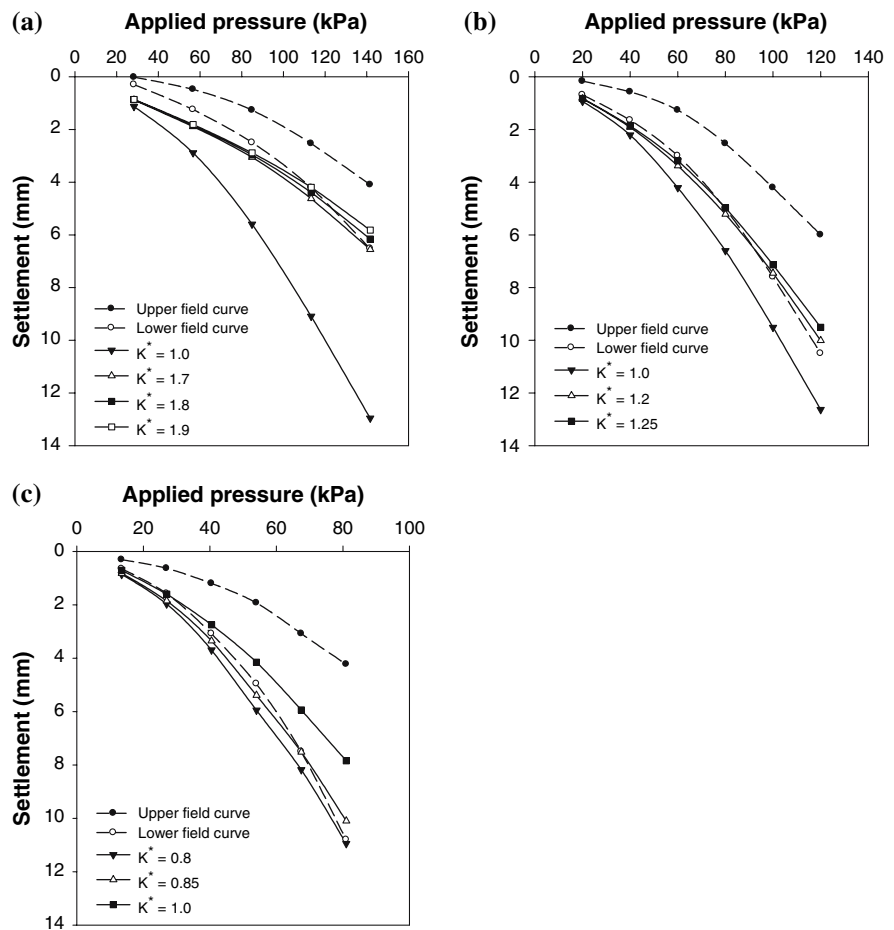 (a)
Applied pressure (kPa)
0 20 40 60 80 100 120 140 160
0
2
4
6
8
10
12
14
Settlement (mm)
Upper field curve
Lower field curve
K* = 1.0
K* = 1.7
K* = 1.8
K* = 1.9
(b)
Applied pressure (kPa)
0 20 40 60 80 100 120 140
0
2
4
6
8
10
12
14
Settlement (mm)
Upper field curve
Lower field curve
K* = 1.0
K* = 1.2
K* = 1.25
(c)
Applied pressure (kPa)
0 20 40 60 80 100
0
2
4
6
8
10
12
14
Settlement (mm)
Upper field curve
Lower field curve
K* = 0.8
K* = 0.85
K* = 1.0